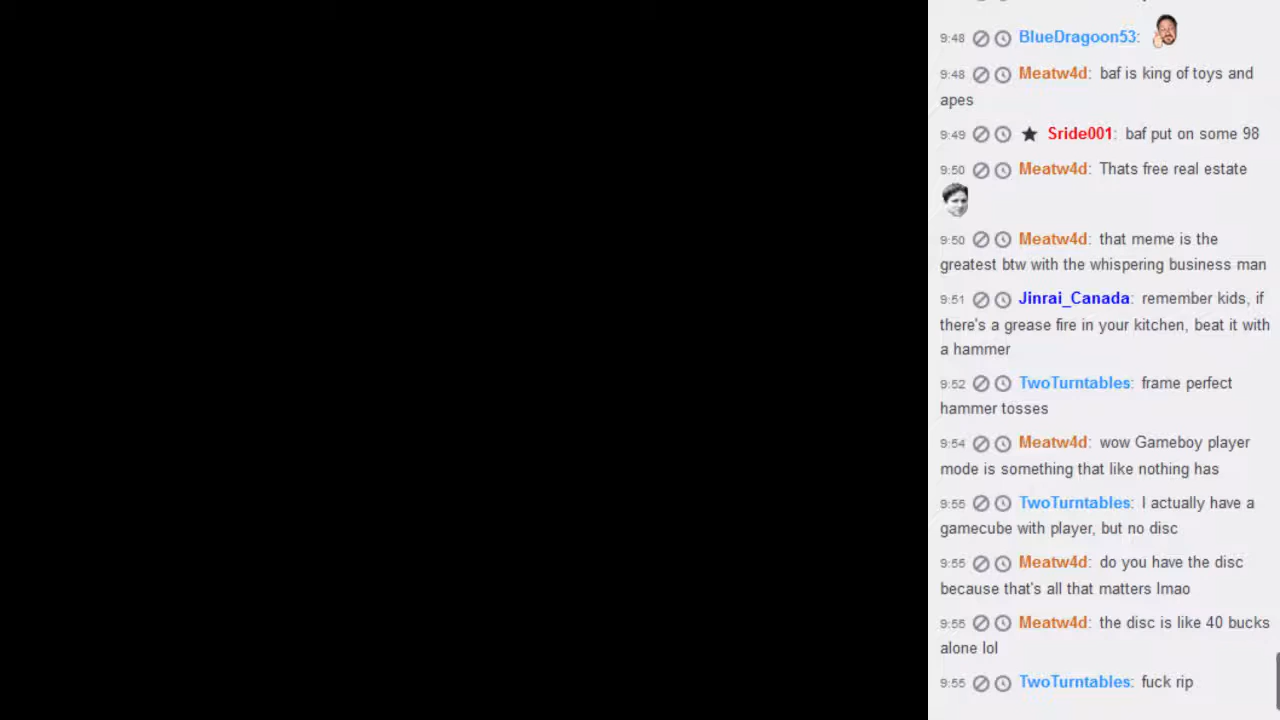 9:48 BlueDragoon53:
9:48 Meatw4d: baf is king of toys and
apes
9:49 Sride001: baf put on some 98
9:50 Meatw4d: Thats free real estate
9:50 Meatw4d: that meme is the
greatest btw with the whispering business man
9:51 Jinrai_Canada: remember kids, if
there's a grease fire in your kitchen, beat it with
a hammer
9:52 TwoTurntables: frame perfect
hammer tosses
9:54 Meatw4d: wow Gameboy player
mode is something that like nothing has
9:55 TwoTurntables: I actually have a
gamecube with player, but no disc
9:55 Meatw4d: do you have the disc
because that's all that matters lmao
9:55 Meatw4d: the disc is like 40 bucks
alone lol
9:55 TwoTurntables: fuck rip